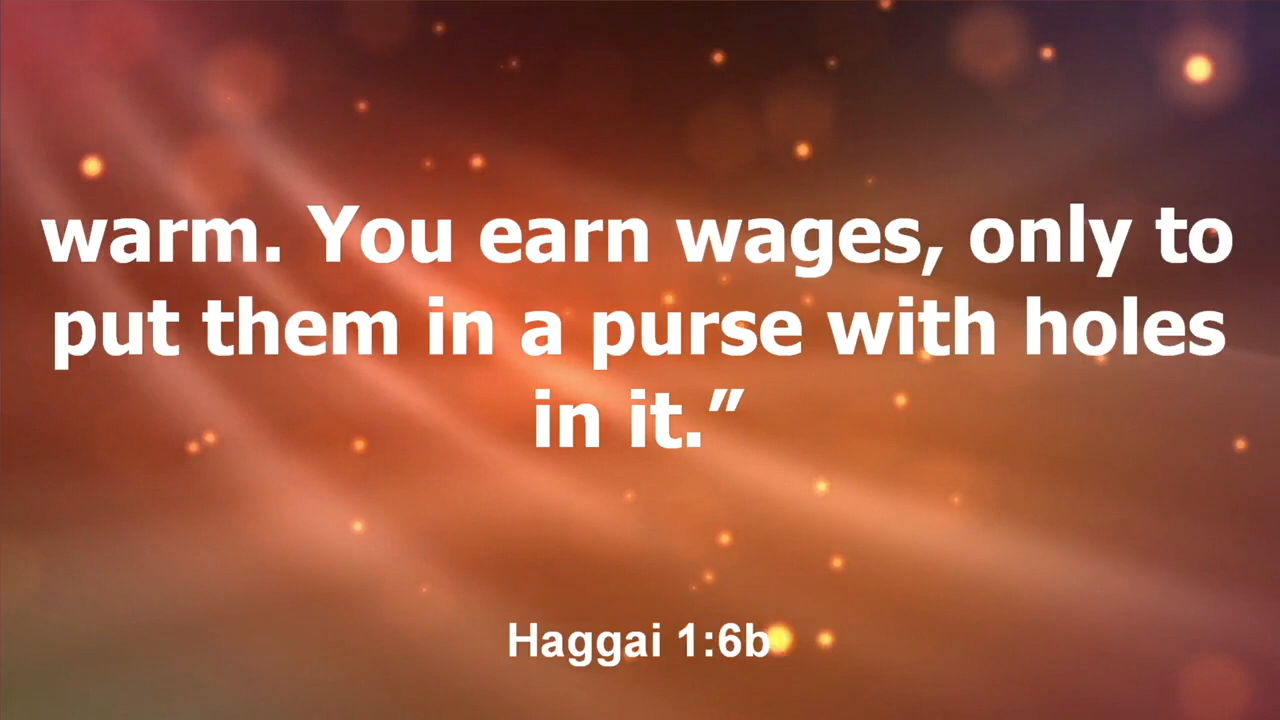 warm. You earn wages, only to
put them in a purse with holes
in it.”
Haggai 1:6b